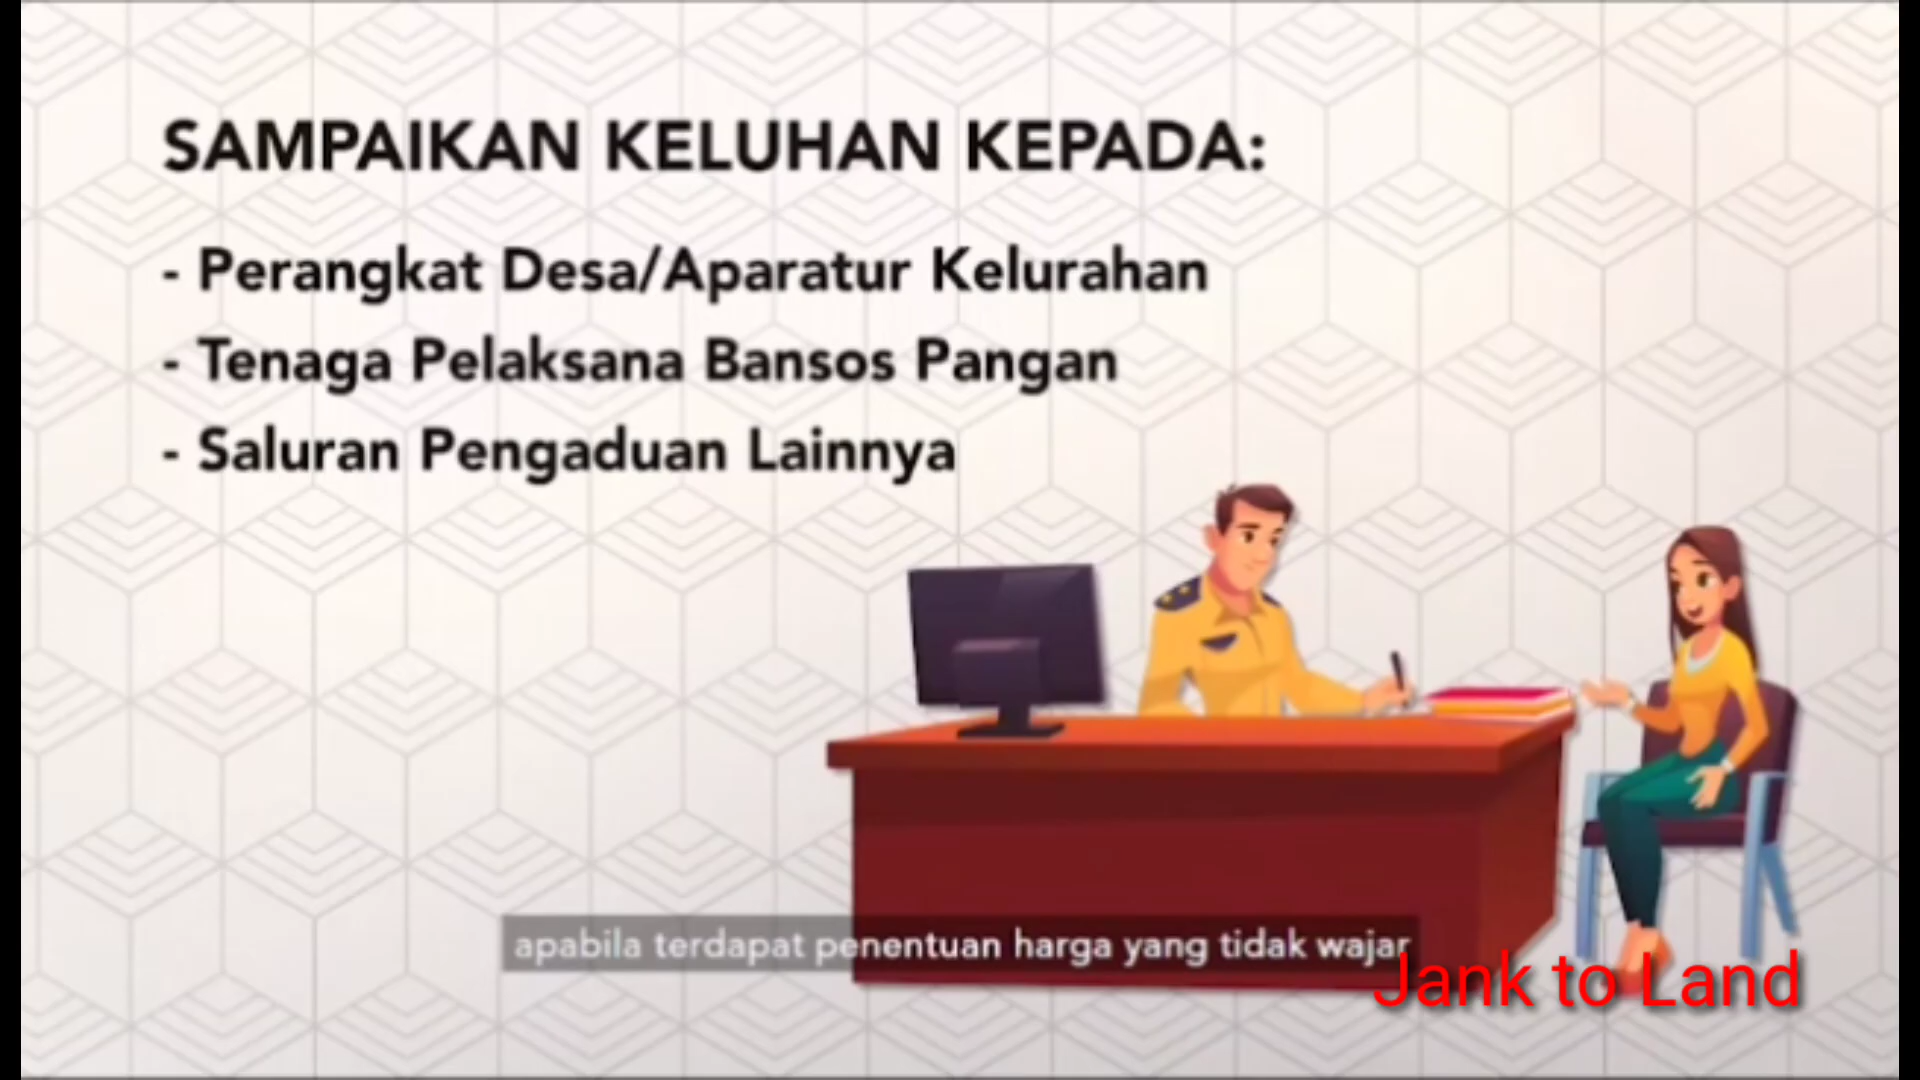 SAMPAIKAN KELUHAN KEPADA:
- Perangkat Desa/Aparatur Kelurahan
- Tenaga Pelaksana Bansos Pangan
- Saluran Pengaduan Lainnya
apabila terdapat penentuan harga yang tidak wajar
Jank to Land